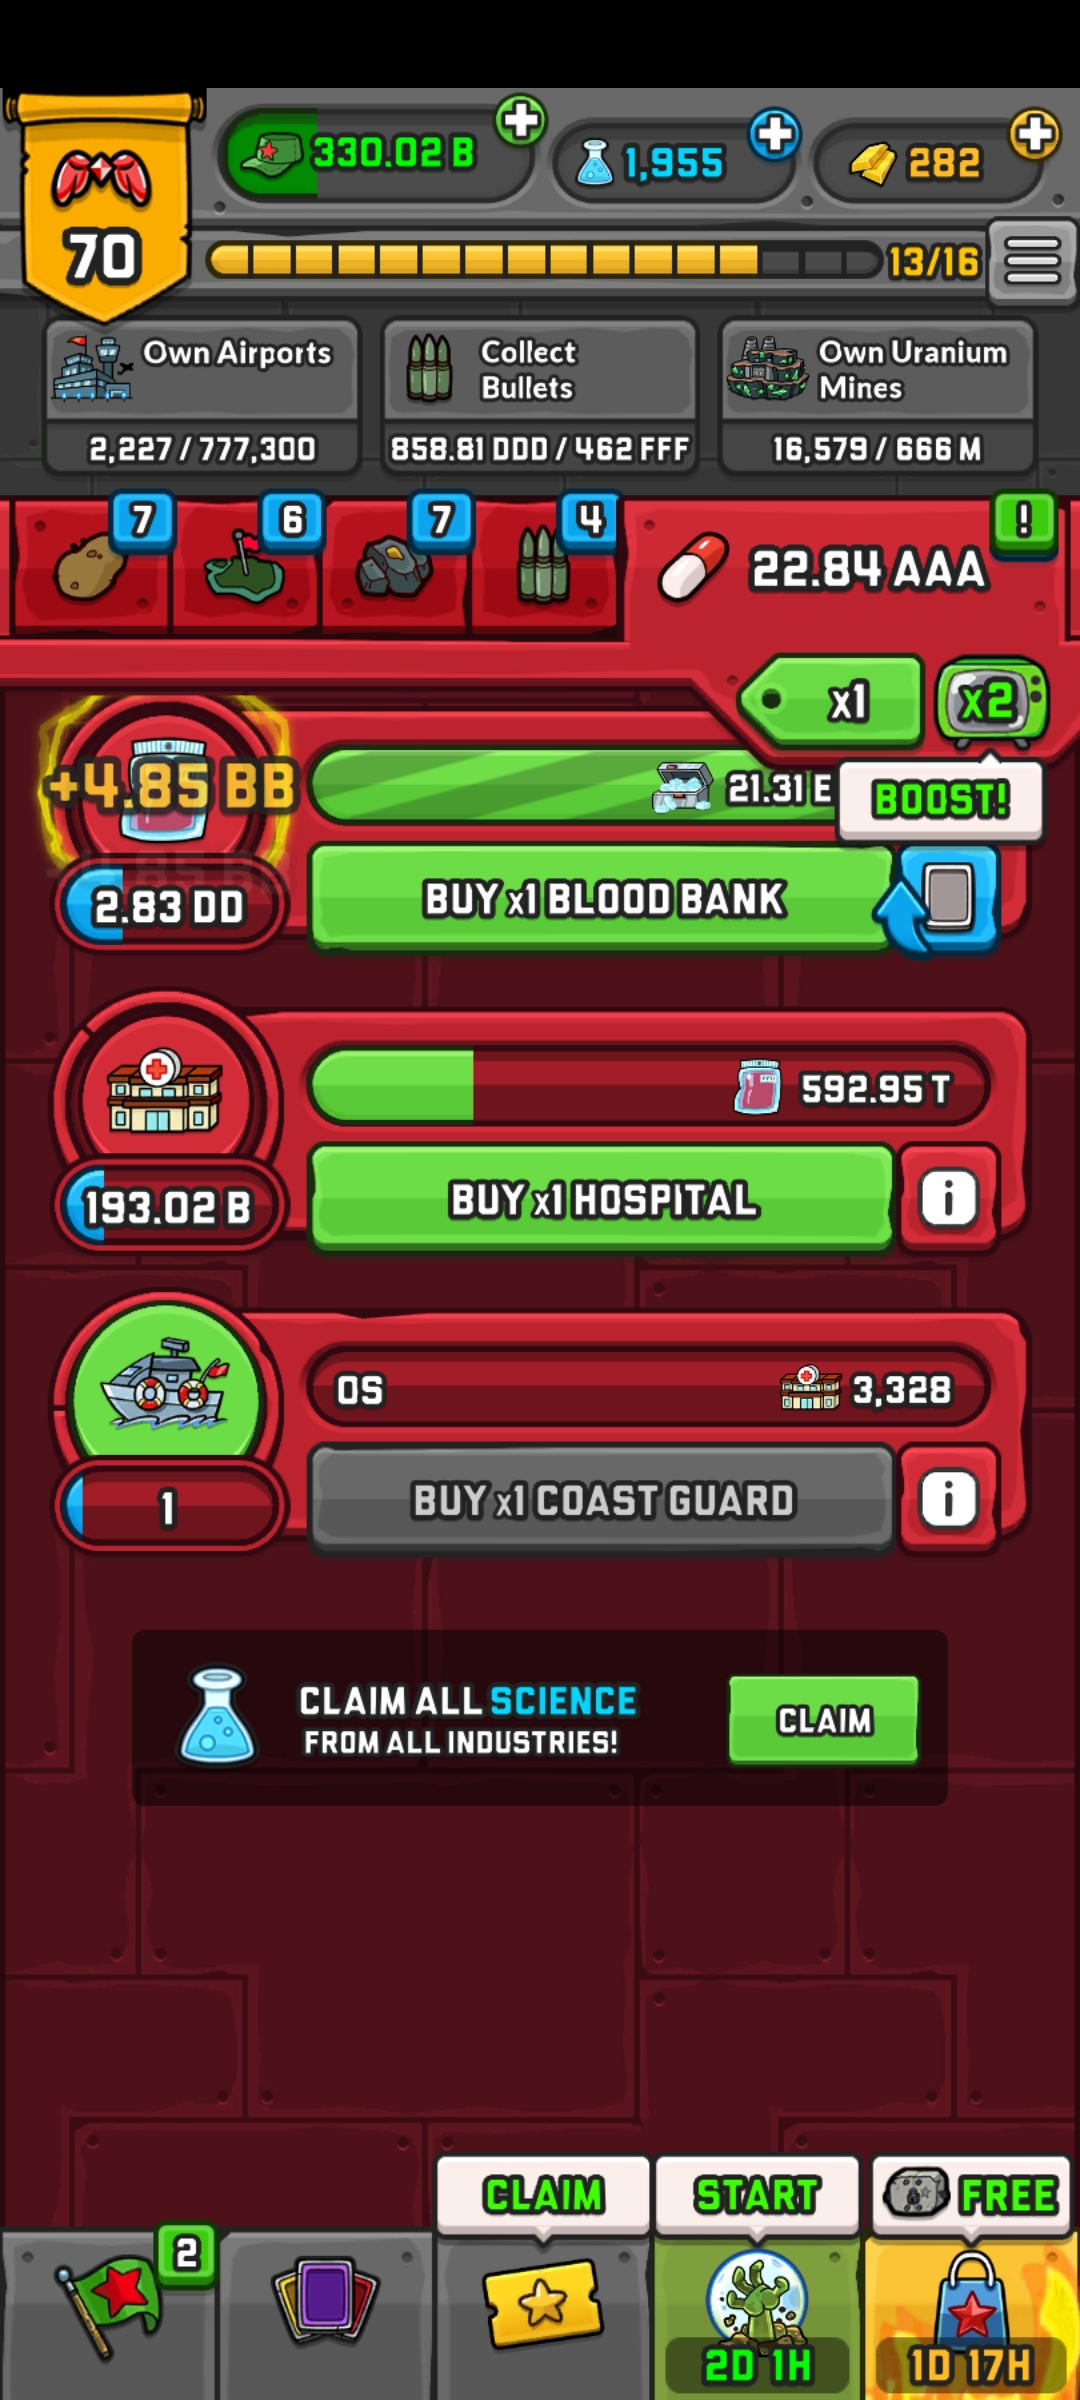 330.02 B
1,955
282
70
13/16
Own Airports
2,227 / 777,300
Collect
Bullets
858.81 DDD / 462 FFF
Own Uranium
Mines
16,579 / 666 M
7
6
7
4
22.84 AAA
!
x1
x2
BOOST!
+4.85 BB
21.31 E
2.83 DD
BUY x1 BLOOD BANK
592.95 T
193.02 B
BUY x1 HOSPITAL
i
0S
3,328
1
BUY x1 COAST GUARD
i
CLAIM ALL SCIENCE
FROM ALL INDUSTRIES!
CLAIM
CLAIM
START
FREE
2
2D 1H
1D 17H